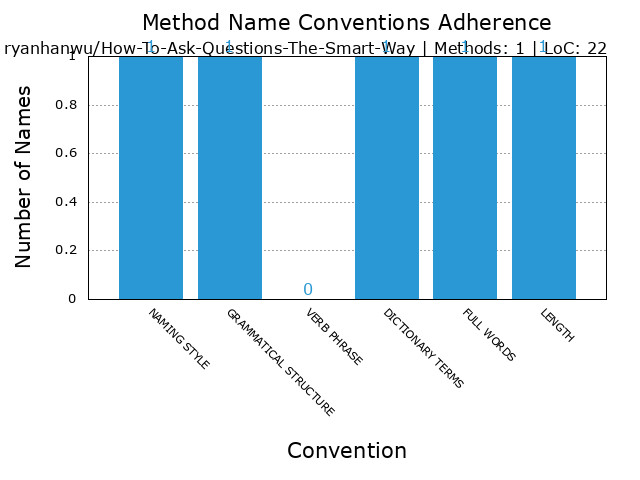 Method Name Conventions Adherence
ryanhanwu/How-To-Ask-Questions-The-Smart-Way | Methods: 1 | LoC: 22
1 1 0 1 1 1
Number of Names
1
0.8
0.6
0.4
0.2
0
NAMING STYLE
GRAMMATICAL STRUCTURE
VERB PHRASE
DICTIONARY TERMS
FULL WORDS
LENGTH
Convention